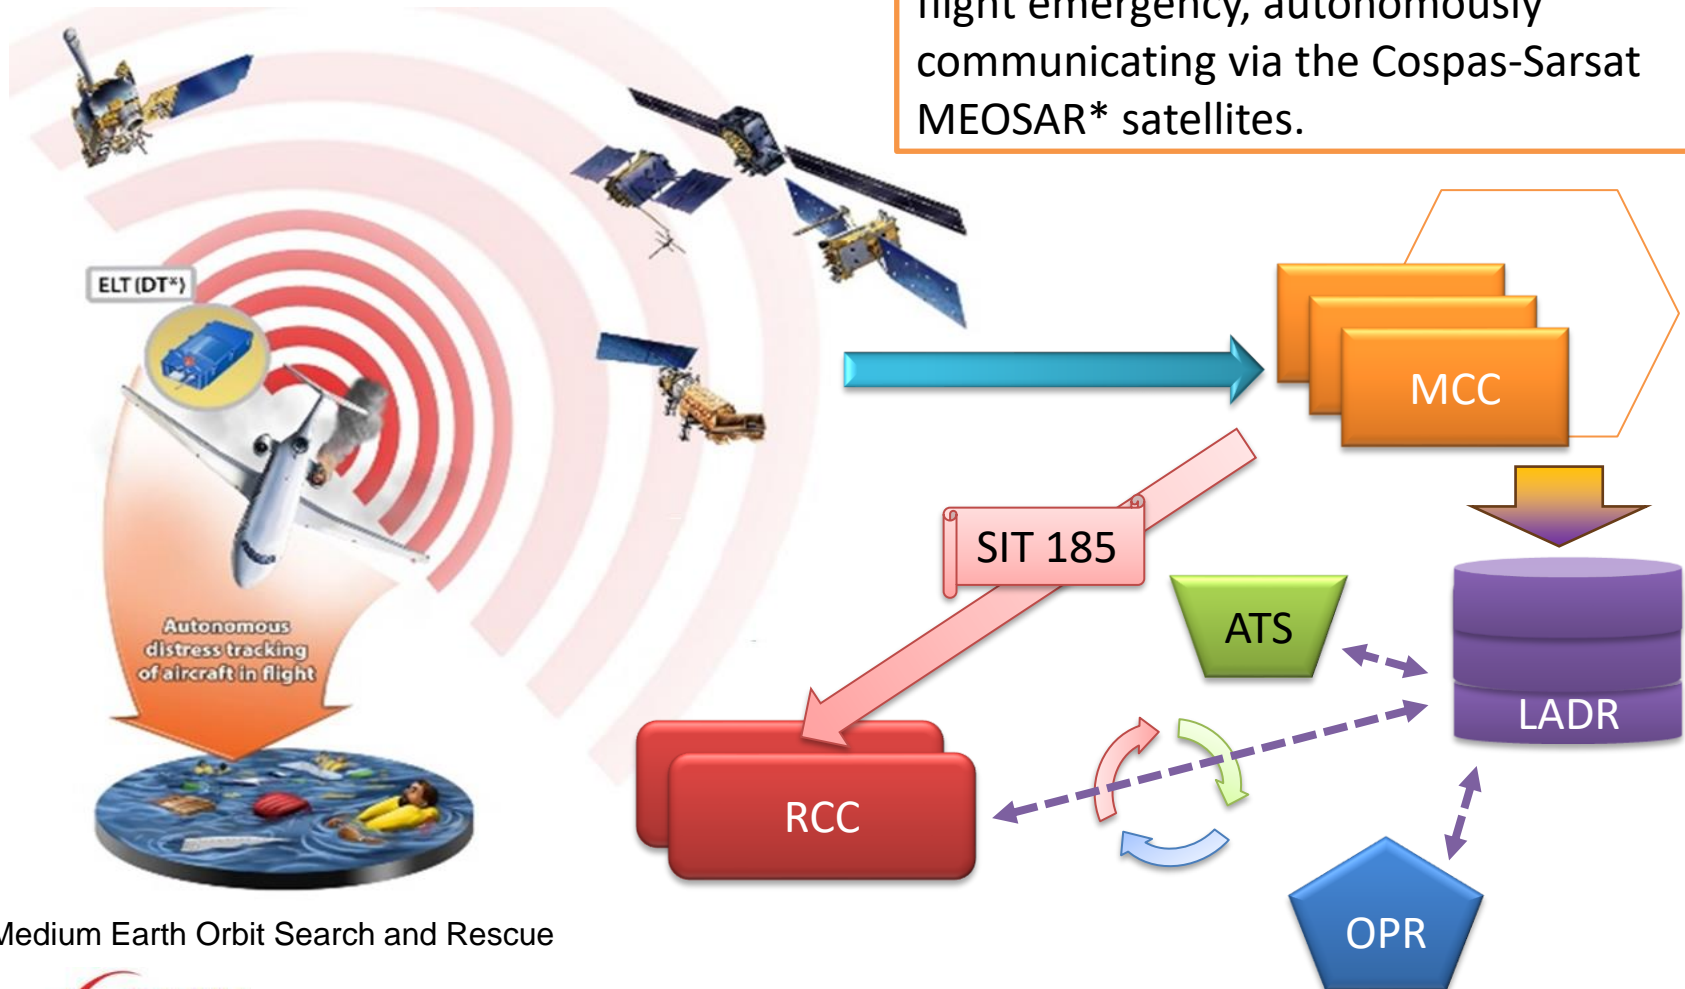 flight emergency, autonomously
communicating via the Cospas-Sarsat
MEOSAR* satellites.
ELT (DT*)
MCC
SIT 185
ATS
Autonomous
distress tracking
of aircraft in flight
LADR
RCC
OPR
Medium Earth Orbit Search and Rescue